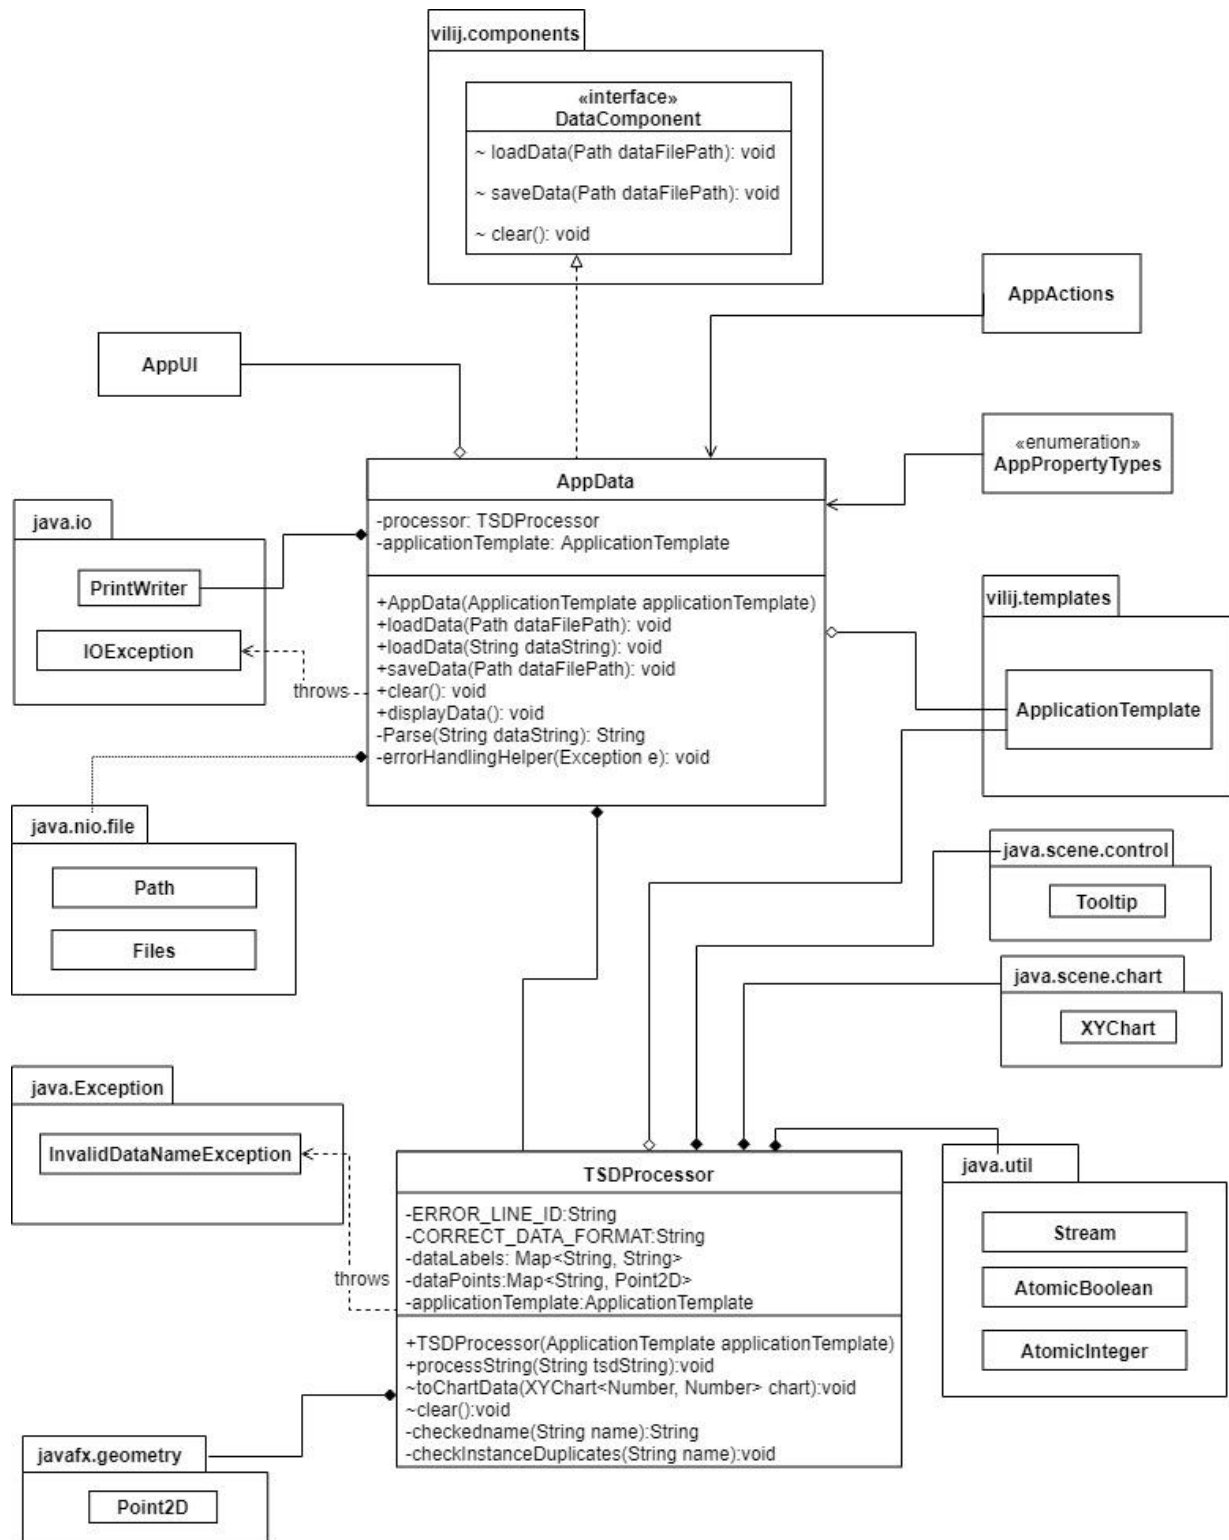 vilij.components
«interface»
DataComponent
~ loadData(Path dataFilePath): void
~ saveData(Path dataFilePath): void
~ clear(): void
AppActions
AppUI
«enumeration»
AppPropertyTypes
AppData
-processor: TSDProcessor
-applicationTemplate: ApplicationTemplate
+AppData(ApplicationTemplate applicationTemplate)
+loadData(Path dataFilePath): void
+loadData(String dataString): void
+saveData(Path dataFilePath): void
+clear(): void
+displayData(): void
-Parse(String dataString): String
-errorHandlingHelper(Exception e): void
java.io
PrintWriter
IOException
throws
vilij.templates
ApplicationTemplate
java.nio.file
Path
Files
java.scene.control
Tooltip
java.scene.chart
XYChart
java.Exception
InvalidDataNameException
throws
TSDProcessor
-ERROR_LINE_ID:String
-CORRECT_DATA_FORMAT:String
-dataLabels: Map<String, String>
-dataPoints:Map<String, Point2D>
-applicationTemplate:ApplicationTemplate
+TSDProcessor(ApplicationTemplate applicationTemplate)
+processString(String tsdString):void
~toChartData(XYChart<Number, Number> chart):void
~clear():void
-checkedname(String name):String
-checkInstanceDuplicates(String name):void
java.util
Stream
AtomicBoolean
AtomicInteger
javafx.geometry
Point2D